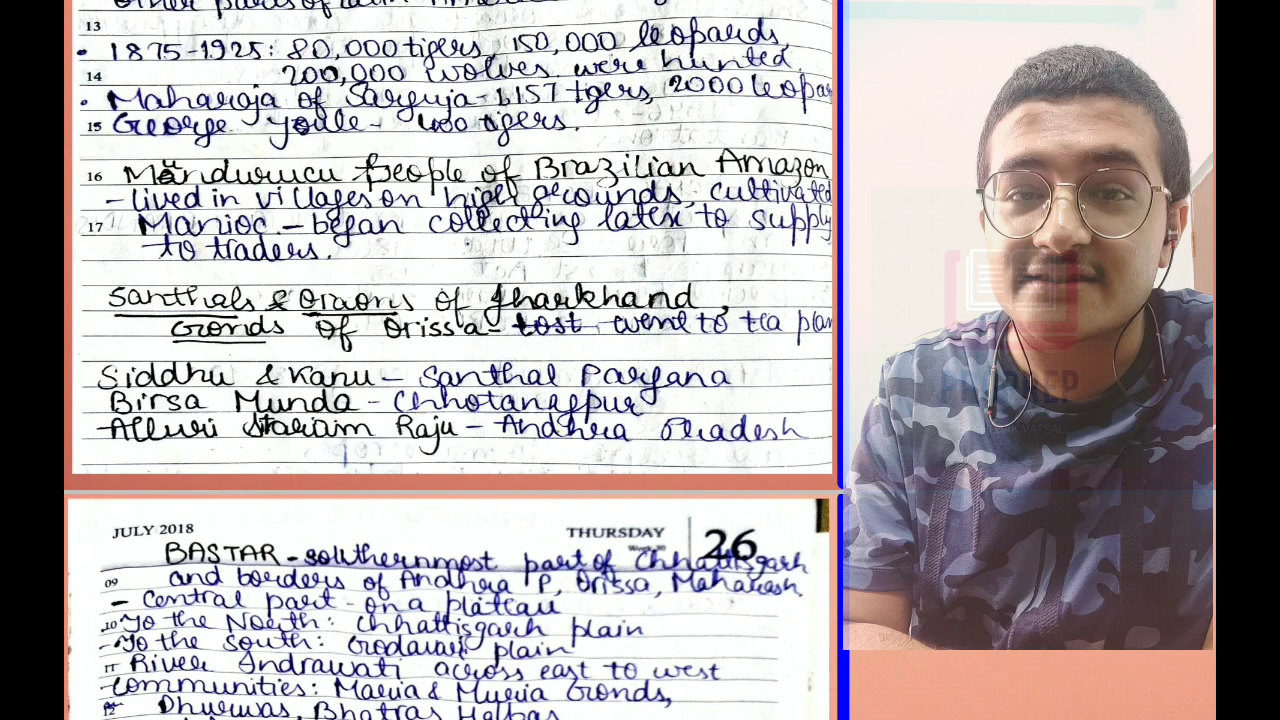 13
• 1875-1925: 80,000 tigers, 150,000 leopards,
14 200,000 wolves were hunted.
• Maharaja of Sarguja - 1157 tigers, 2000 leopar
15 George Yule - 400 tigers.
16 Mundurucu People of Brazilian Amazon
- lived in villages on high grounds, cultivated
17 Manioc - began collecting latex to supply
to traders.
Santhals & Oraons of Jharkhand,
Gonds of Orissa - went to tea plan
Siddhu & Kanu - Santhal Pargana
Birsa Munda - Chhotanagpur
Alluri Staram Raju - Andhra Pradesh
JULY 2018 THURSDAY 26
BASTAR - southernmost part of Chhattisgarh
09 and borders of Andhra P, Orissa, Maharash
- Central part - on a plateau
10 To the North: Chhattisgarh plain
- To the South: Godavari plain
11 River Indrawati across east to west
- Communities: Maria & Muria Gonds,
Dhurwas, Bhatras, Halbas
VATSAL